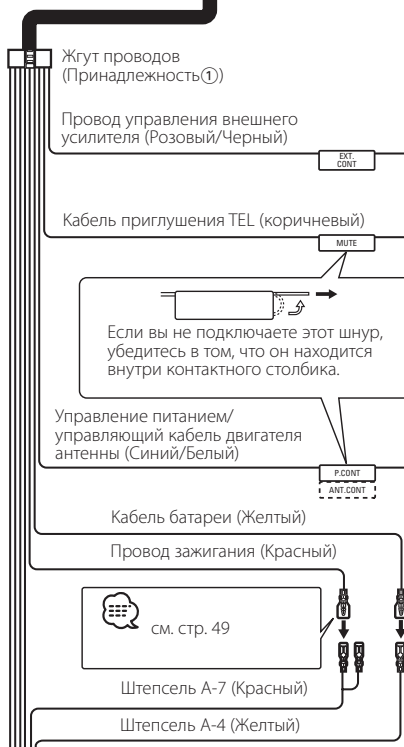 Жгут проводов
(Принадлежность①)
Провод управления внешнего
усилителя (Розовый/Черный)
EXT.
CONT
Кабель приглушения TEL (коричневый)
MUTE
Если вы не подключаете этот шнур,
убедитесь в том, что он находится
внутри контактного столбика.
Управление питанием/
управляющий кабель двигателя
антенны (Синий/Белый)
P.CONT
ANT.CONT
Кабель батареи (Желтый)
Провод зажигания (Красный)
см. стр. 49
Штепсель A-7 (Красный)
Штепсель A-4 (Желтый)